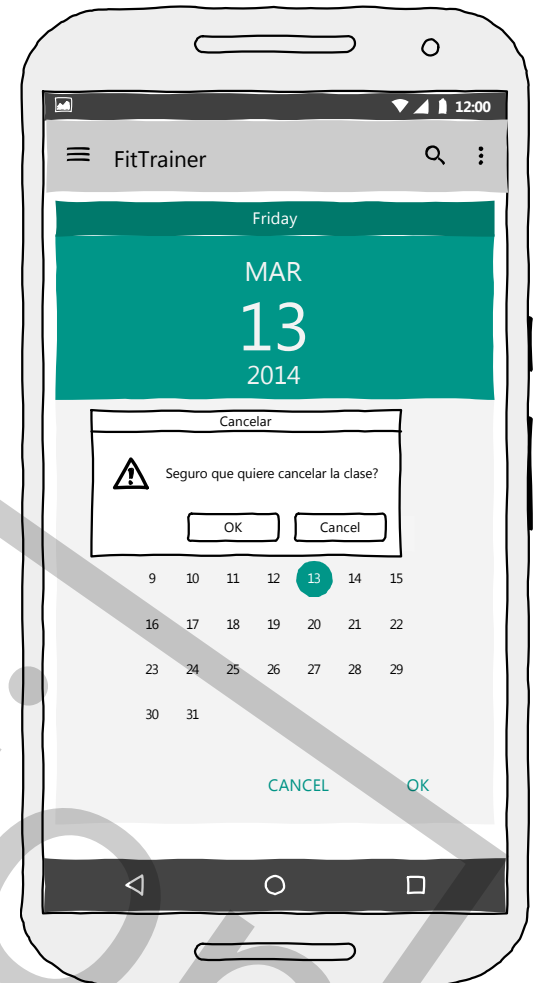 12:00
FitTrainer
Friday
MAR
13
2014
Cancelar
Seguro que quiere cancelar la clase?
OK Cancel
9 10 11 12 13 14 15
16 17 18 19 20 21 22
23 24 25 26 27 28 29
30 31
CANCEL OK